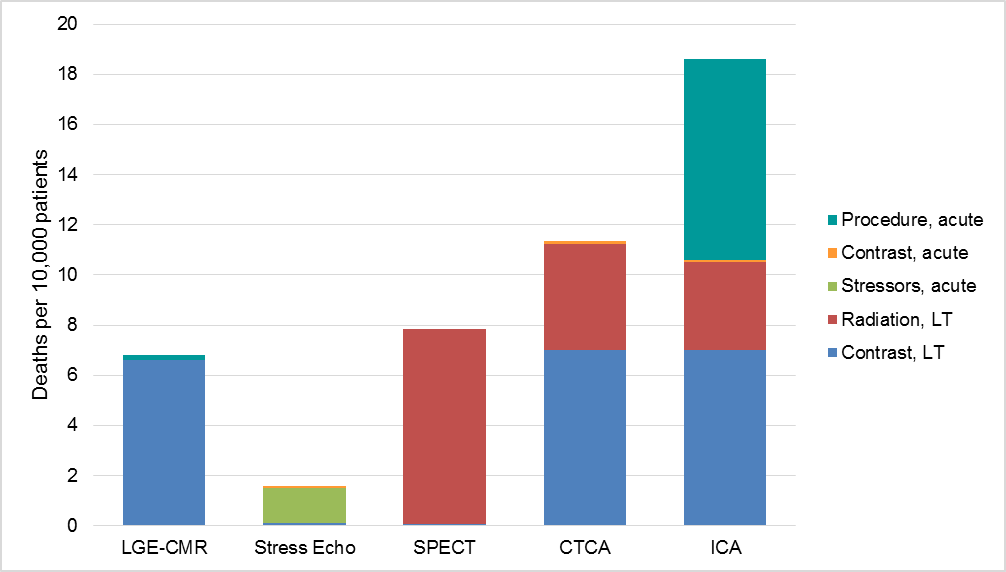 Deaths per 10,000 patients
20
18
16
14
12
10
8
6
4
2
0
LGE-CMR
Stress Echo
SPECT
CTCA
ICA
Procedure, acute
Contrast, acute
Stressors, acute
Radiation, LT
Contrast, LT